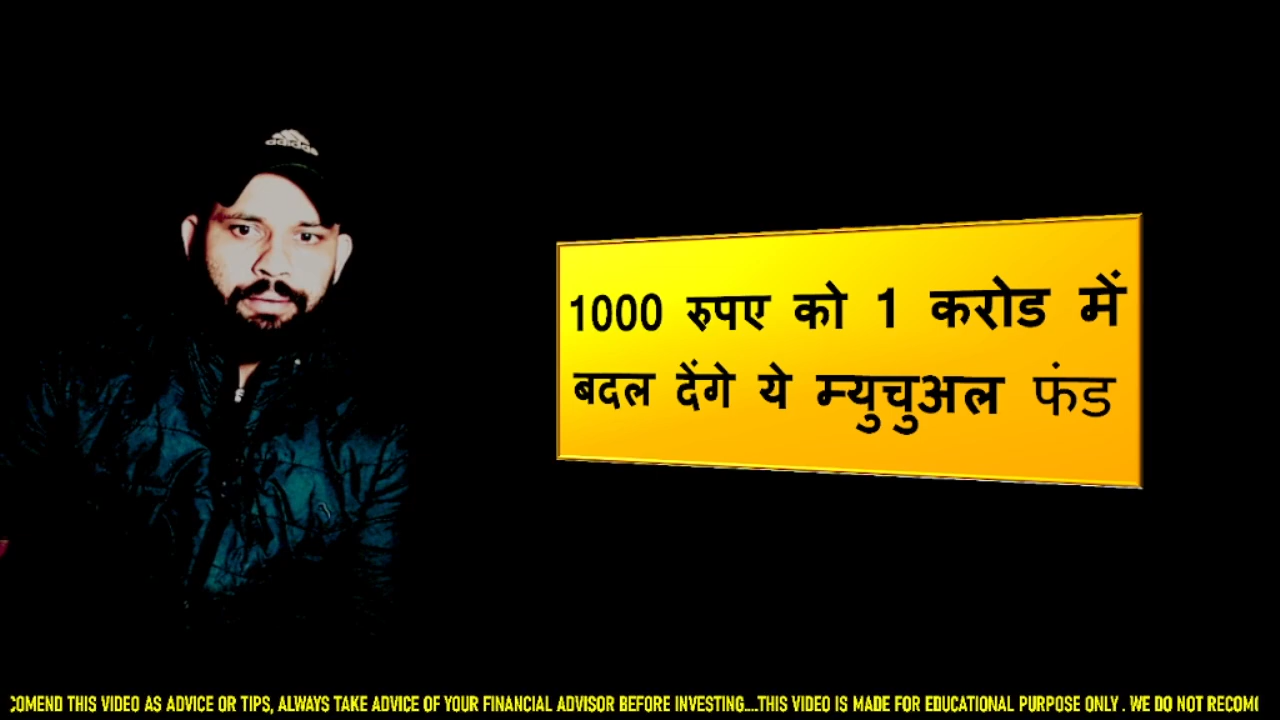 adidas
1000 रुपए को 1 करोड में
बदल देंगे ये म्युचुअल फंड
COMEND THIS VIDEO AS ADVICE OR TIPS, ALWAYS TAKE ADVICE OF YOUR FINANCIAL ADVISOR BEFORE INVESTING....THIS VIDEO IS MADE FOR EDUCATIONAL PURPOSE ONLY . WE DO NOT RECOM